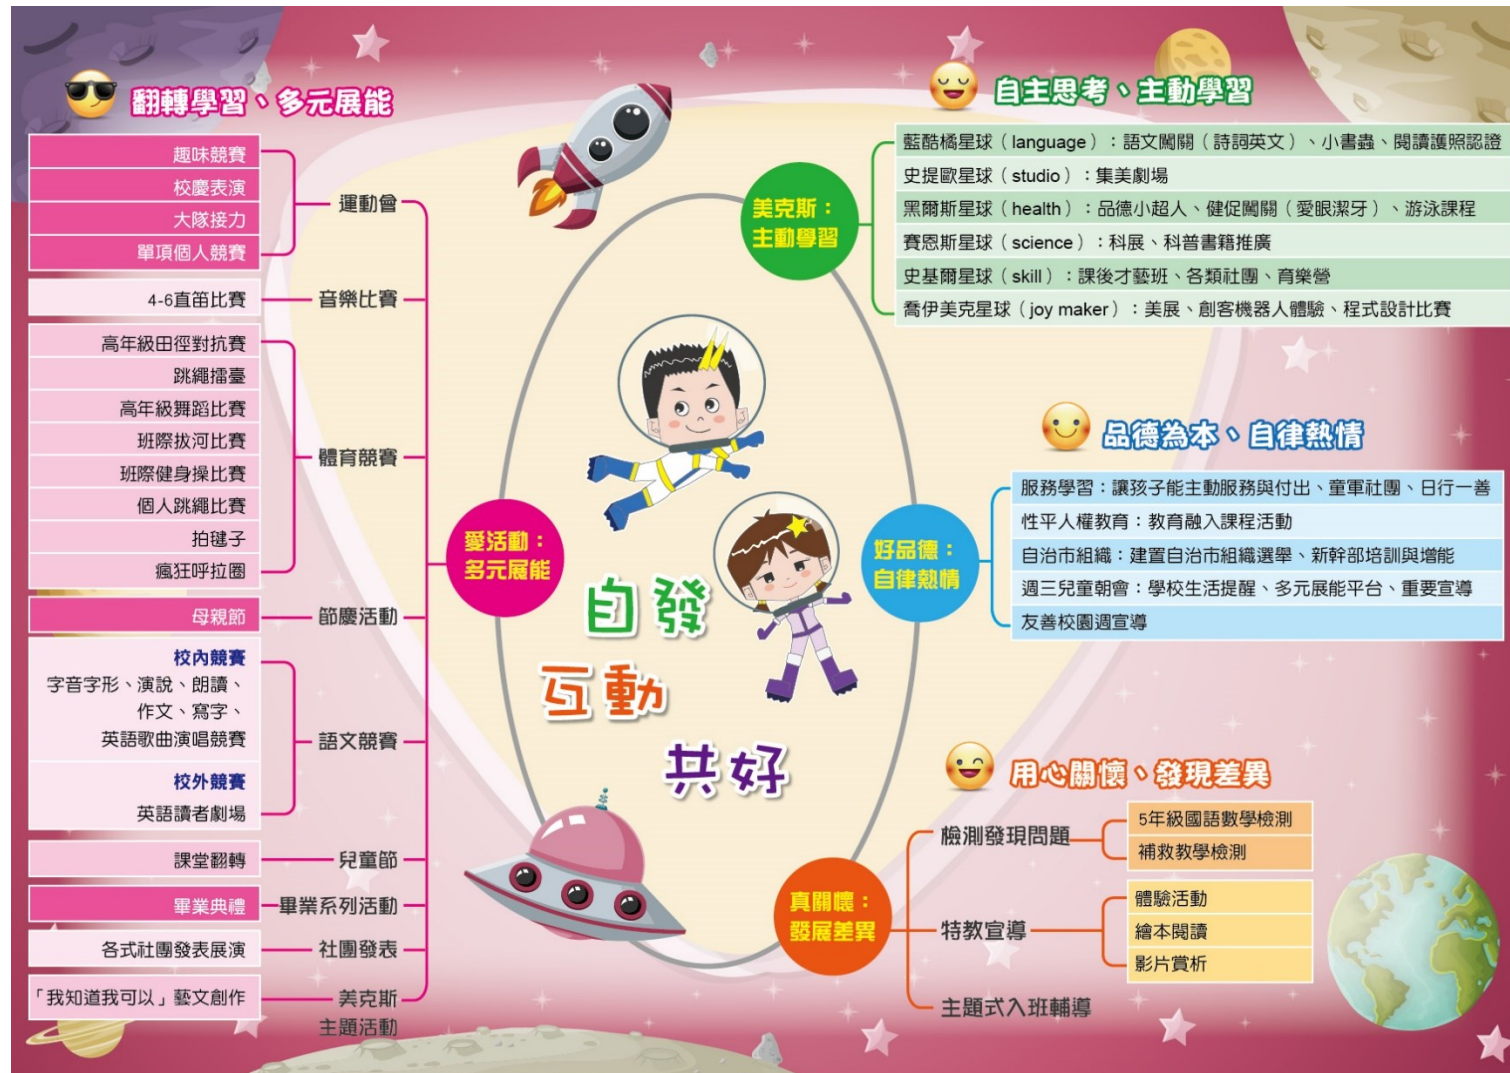 翻轉學習、多元展能
趣味競賽
校慶表演
大隊接力
單項個人競賽
運動會
4-6直笛比賽
音樂比賽
高年級田徑對抗賽
跳繩擂臺
高年級舞蹈比賽
班際拔河比賽
班際健身操比賽
個人跳繩比賽
拍毽子
瘋狂呼拉圈
體育競賽
母親節
節慶活動
校內競賽
字音字形、演說、朗讀、
作文、寫字、
英語歌曲演唱競賽
校外競賽
英語讀者劇場
語文競賽
課堂翻轉
兒童節
畢業典禮
畢業系列活動
各式社團發表展演
社團發表
「我知道我可以」藝文創作
美克斯
主題活動
愛活動：
多元展能
自發
互動
共好
自主思考、主動學習
美克斯：
主動學習
藍酷橘星球（language）：語文闖關（詩詞英文）、小書蟲、閱讀護照認證
史提歐星球（studio）：集美劇場
黑爾斯星球（health）：品德小超人、健促闖關（愛眼潔牙）、游泳課程
賽恩斯星球（science）：科展、科普書籍推廣
史基爾星球（skill）：課後才藝班、各類社團、育樂營
喬伊美克星球（joy maker）：美展、創客機器人體驗、程式設計比賽
品德為本、自律熱情
好品德：
自律熱情
服務學習：讓孩子能主動服務與付出、童軍社團、日行一善
性平人權教育：教育融入課程活動
自治市組織：建置自治市組織選舉、新幹部培訓與增能
週三兒童朝會：學校生活提醒、多元展能平台、重要宣導
友善校園週宣導
用心關懷、發現差異
真關懷：
發展差異
檢測發現問題
5年級國語數學檢測
補救教學檢測
特教宣導
體驗活動
繪本閱讀
影片賞析
主題式入班輔導